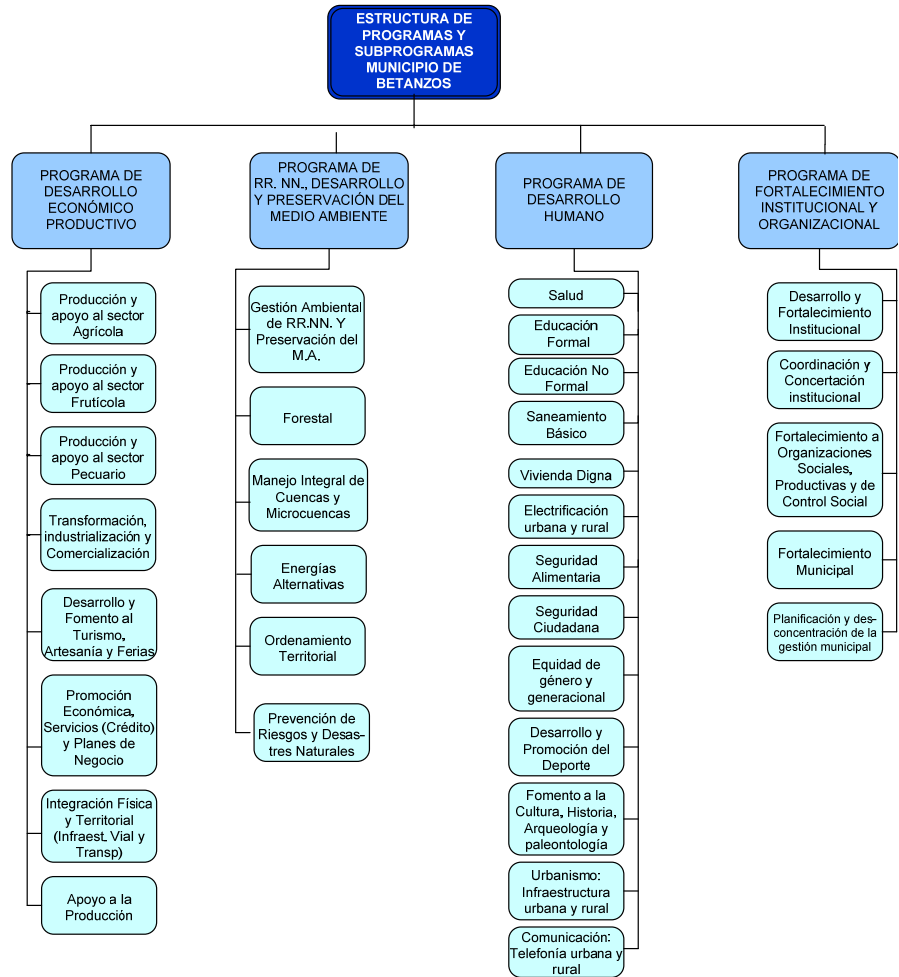 ESTRUCTURA DE
PROGRAMAS Y
SUBPROGRAMAS
MUNICIPIO DE
BETANZOS
PROGRAMA DE
DESARROLLO
ECONÓMICO
PRODUCTIVO
Producción y
apoyo al sector
Agrícola
Producción y
apoyo al sector
Frutícola
Producción y
apoyo al sector
Pecuario
Transformación,
industrialización y
Comercialización
Desarrollo y
Fomento al
Turismo,
Artesanía y Ferias
Promoción
Económica,
Servicios (Crédito)
y Planes de
Negocio
Integración Física
y Territorial
(Infraest. Vial y
Transp)
Apoyo a la
Producción
PROGRAMA DE
RR. NN., DESARROLLO
Y PRESERVACIÓN DEL
MEDIO AMBIENTE
Gestión Ambiental
de RR.NN. Y
Preservación del
M.A.
Forestal
Manejo Integral de
Cuencas y
Microcuencas
Energías
Alternativas
Ordenamiento
Territorial
Prevención de
Riesgos y Desas-
tres Naturales
PROGRAMA DE
DESARROLLO
HUMANO
Salud
Educación
Formal
Educación No
Formal
Saneamiento
Básico
Vivienda Digna
Electrificación
urbana y rural
Seguridad
Alimentaria
Seguridad
Ciudadana
Equidad de
género y
generacional
Desarrollo y
Promoción del
Deporte
Fomento a la
Cultura, Historia,
Arqueología y
paleontología
Urbanismo:
Infraestructura
urbana y rural
Comunicación:
Telefonía urbana y
rural
PROGRAMA DE
FORTALECIMIENTO
INSTITUCIONAL Y
ORGANIZACIONAL
Desarrollo y
Fortalecimiento
Institucional
Coordinación y
Concertación
institucional
Fortalecimiento a
Organizaciones
Sociales,
Productivas y de
Control Social
Fortalecimiento
Municipal
Planificación y des-
concentración de la
gestión municipal